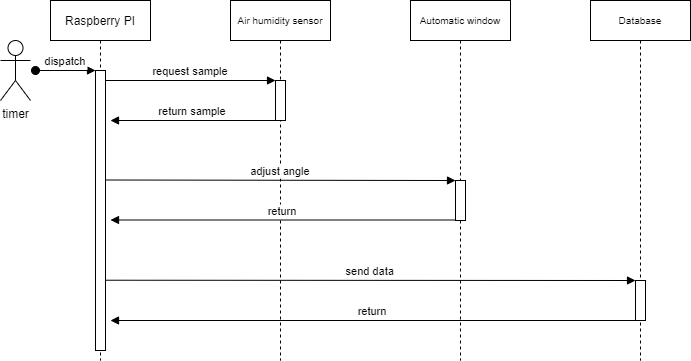 Raspberry PI
Air humidity sensor
Automatic window
Database
dispatch
timer
request sample
return sample
adjust angle
return
send data
return